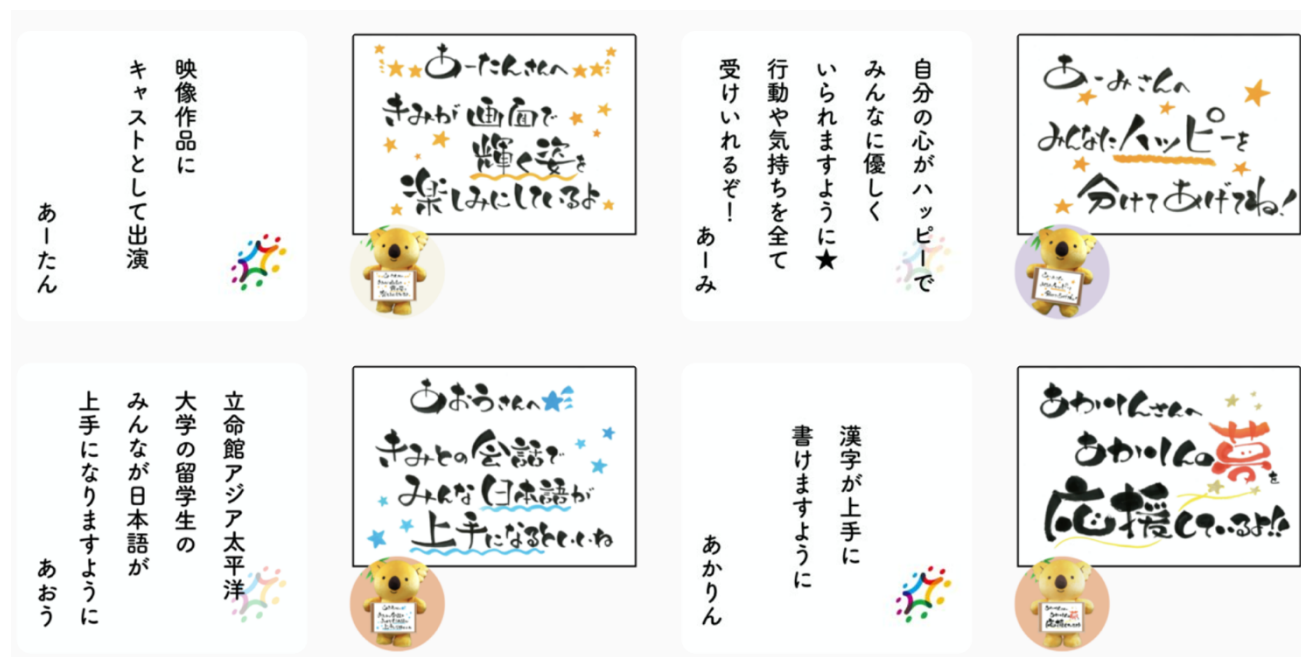 映像作品に
キャストとして出演
あーたん
あーたんさんへ
きみが画面で
輝く姿を
楽しみにしているよ
自分の心がハッピーで
みんなに優しく
いられますように★
行動や気持ちを全て
受けいれるぞ！
あーみ
あーみさんへ
みんなにハッピーを
分けてあげてね!
立命館アジア太平洋
大学の留学生の
みんなが日本語が
上手になりますように
あおう
あおうさんへ
きみとの会話で
みんな日本語が
上手になるといいね
漢字が上手に
書けますように
あかりん
あかりんさんへ
あかりんの夢を
応援しているよ!!